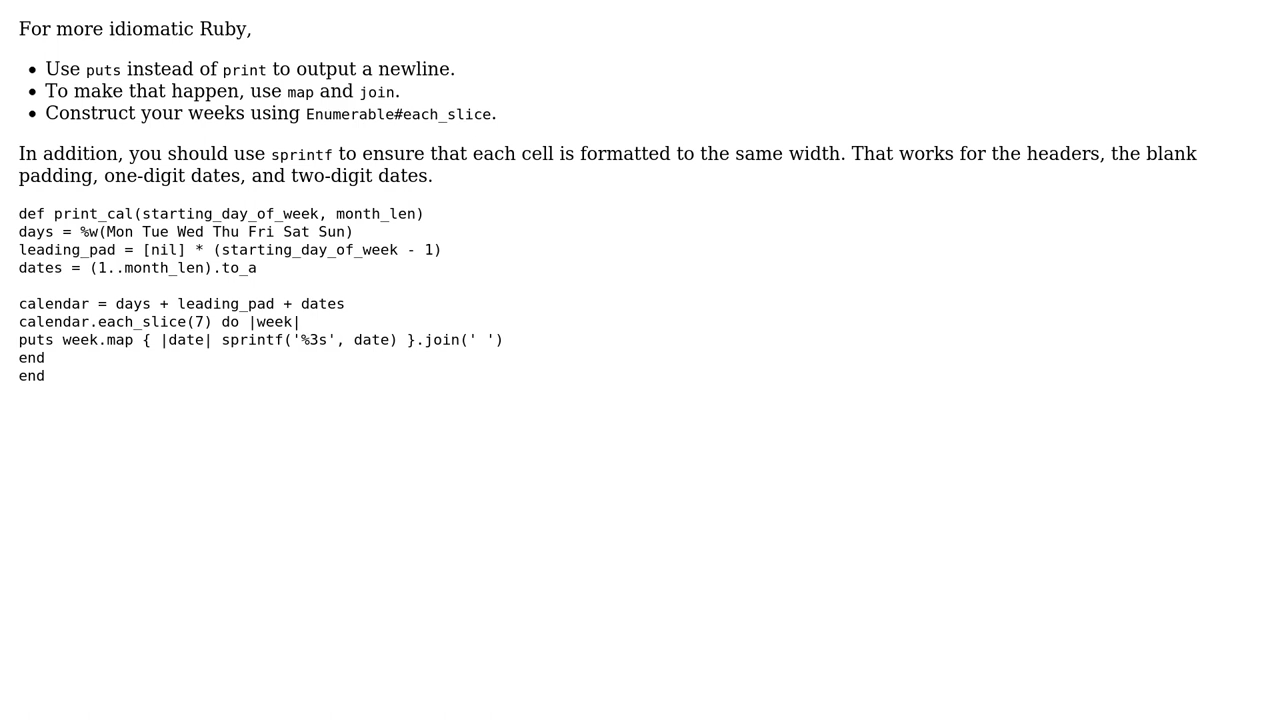 For more idiomatic Ruby,
• Use puts instead of print to output a newline.
• To make that happen, use map and join.
• Construct your weeks using Enumerable#each_slice.
In addition, you should use sprintf to ensure that each cell is formatted to the same width. That works for the headers, the blank
padding, one-digit dates, and two-digit dates.
def print_cal(starting_day_of_week, month_len)
days = %w(Mon Tue Wed Thu Fri Sat Sun)
leading_pad = [nil] * (starting_day_of_week - 1)
dates = (1..month_len).to_a
calendar = days + leading_pad + dates
calendar.each_slice(7) do |week|
puts week.map { |date| sprintf('%3s', date) }.join(' ')
end
end